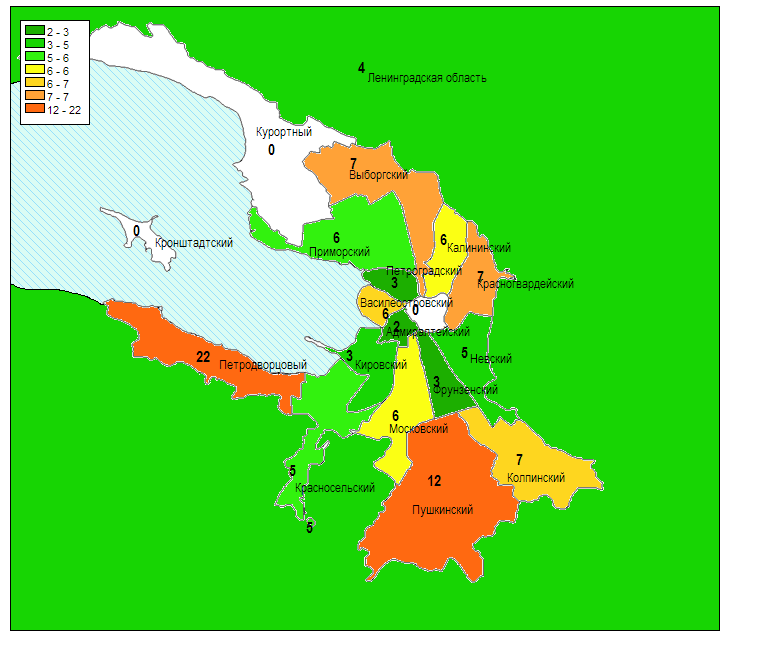 2 - 3
3 - 5
5 - 6
6 - 6
6 - 7
7 - 7
12 - 22
4
Ленинградская область
Курортный
0
7
Выборгский
0
Кронштадтский
6
Приморский
6
Калининский
Петроградский
3
7
Красногвардейский
Василеостровский
6
0
2
Адмиралтейский
22
Петродворцовый
3
Кировский
5
Невский
3
Фрунзенский
6
Московский
5
Красносельский
12
7
Колпинский
Пушкинский
5